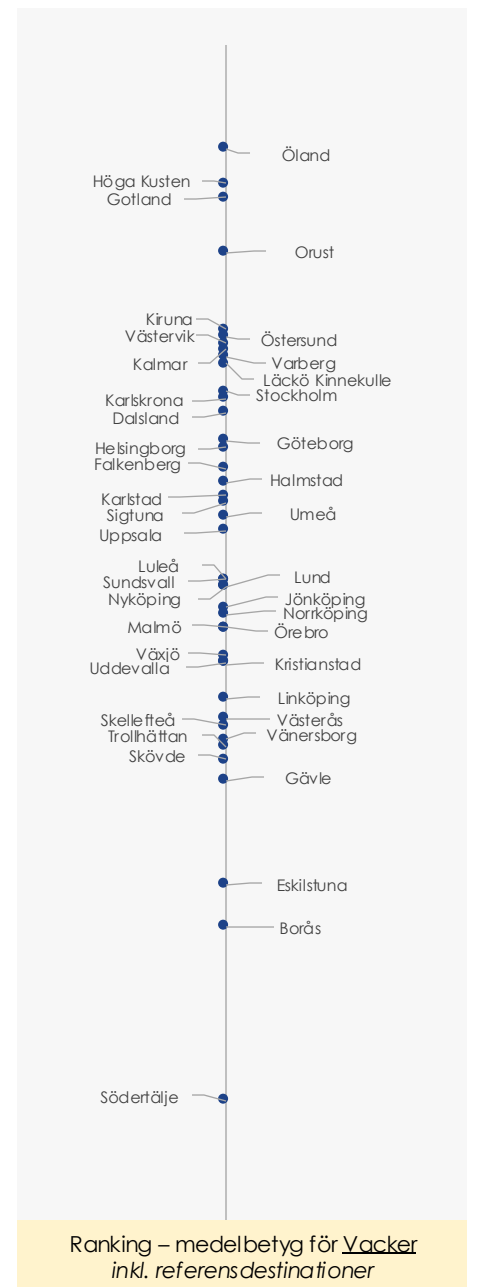 Öland
Höga Kusten
Gotland
Orust
Kiruna
Västervik
Östersund
Kalmar
Varberg
Läckö Kinnekulle
Stockholm
Karlskrona
Dalsland
Göteborg
Helsingborg
Falkenberg
Halmstad
Karlstad
Sigtuna
Umeå
Uppsala
Luleå
Lund
Sundsvall
Nyköping
Jönköping
Norrköping
Malmö
Örebro
Växjö
Kristianstad
Uddevalla
Linköping
Skellefteå
Västerås
Trollhättan
Vänersborg
Skövde
Gävle
Eskilstuna
Borås
Södertälje
Ranking – medelbetyg för Vacker
inkl. referensdestinationer